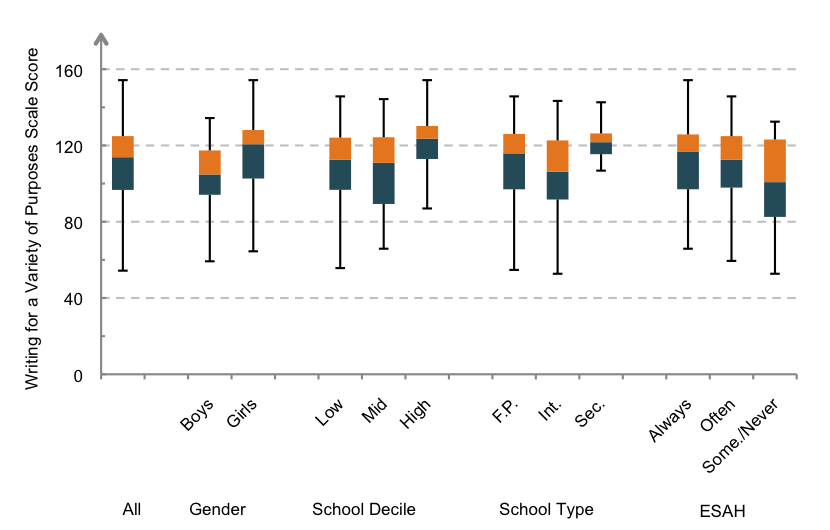 Writing for a Variety of Purposes Scale Score
160
120
80
40
0
Boys
Girls
Low
Mid
High
F.P.
Int.
Sec.
Always
Often
Some./Never
All
Gender
School Decile
School Type
ESAH